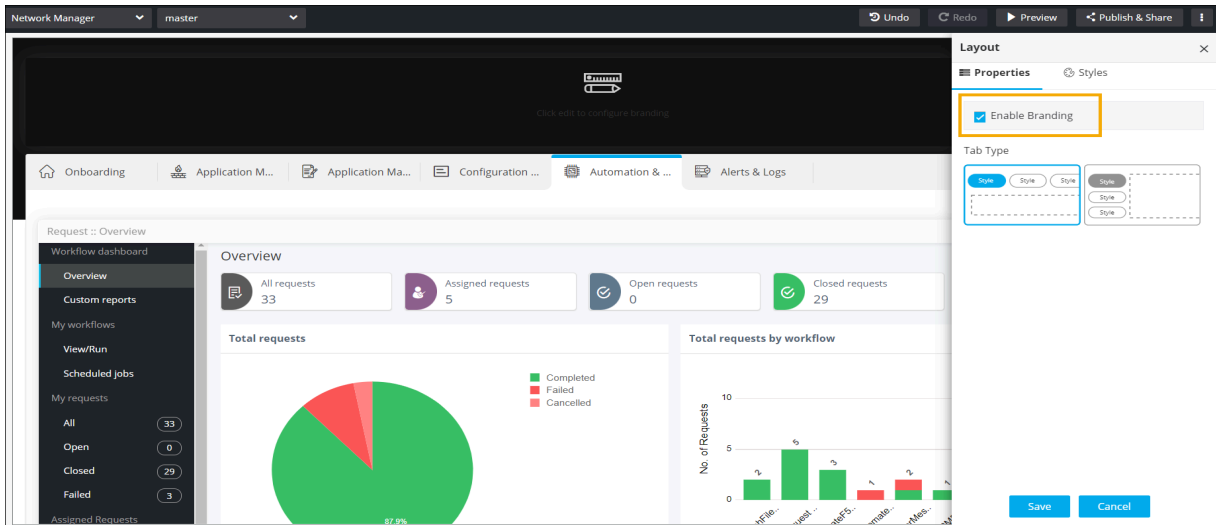 Network Manager
master
Undo
Redo
Preview
Publish & Share
Click edit to configure branding
Layout
Properties
Styles
Enable Branding
Tab Type
Style Style Style
Style
Style
Style
Onboarding
Application M...
Application Ma...
Configuration ...
Automation & ...
Alerts & Logs
Request :: Overview
Workflow dashboard
Overview
Custom reports
My workflows
View/Run
Scheduled jobs
My requests
All 33
Open 0
Closed 29
Failed 3
Assigned Requests
Overview
All requests
33
Assigned requests
5
Open requests
0
Closed requests
29
Total requests
Completed
Failed
Cancelled
87.9%
Total requests by workflow
No. of Requests
10
5
0
2
5
3
1
2
1
Save
Cancel